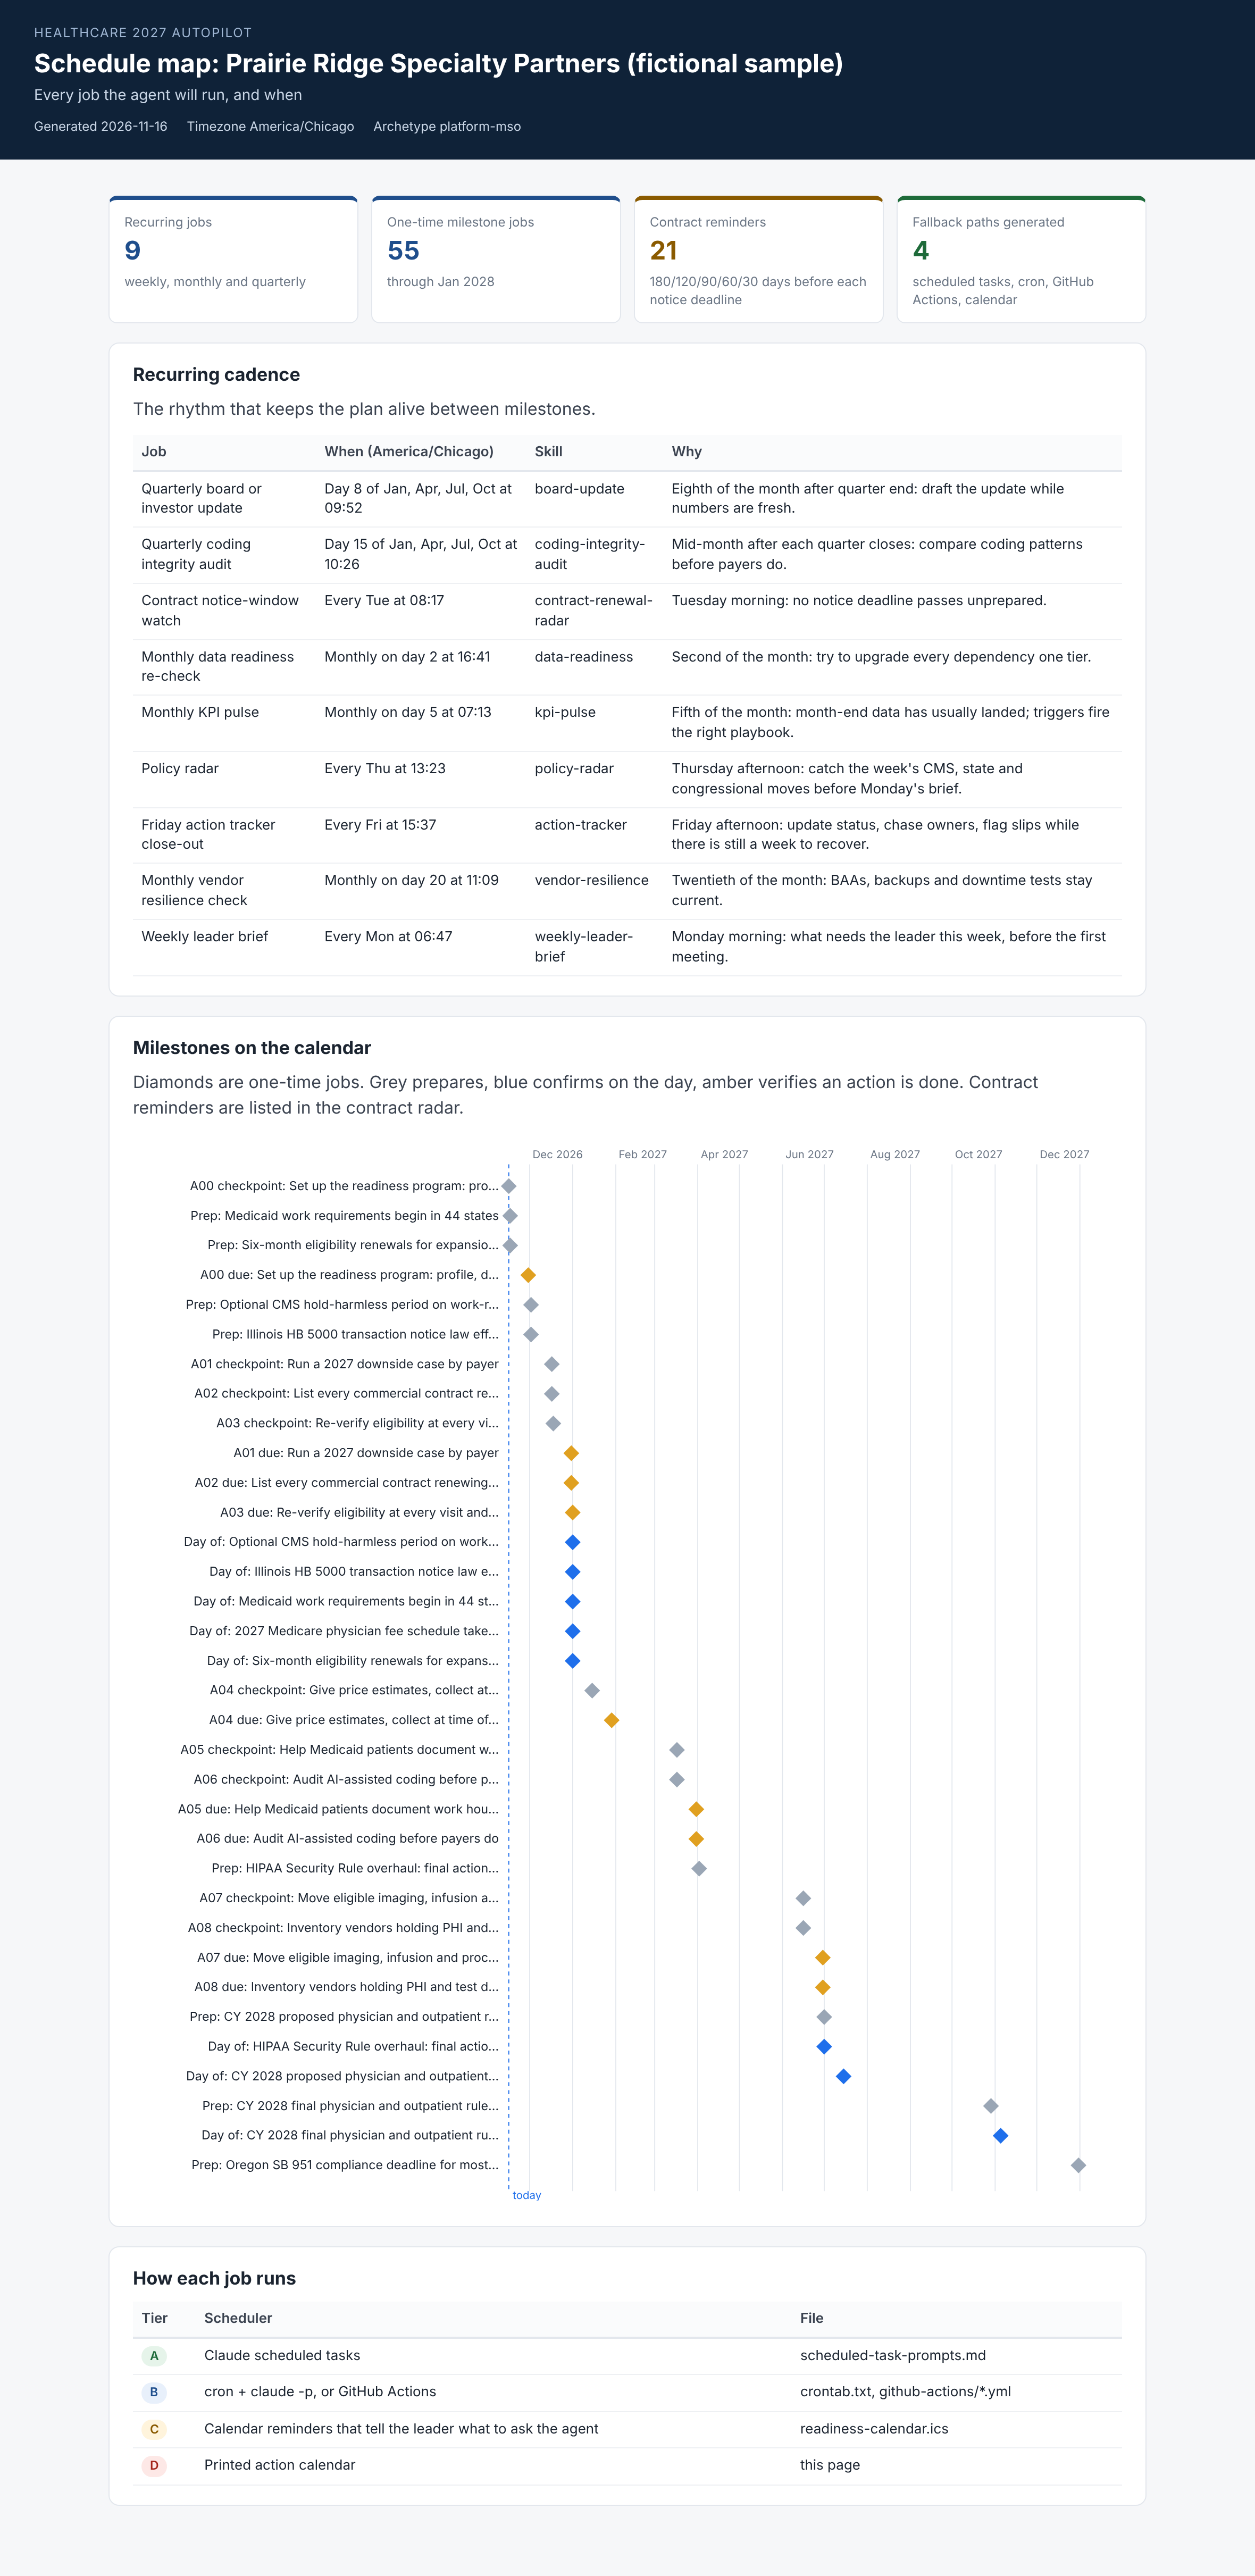 HEALTHCARE 2027 AUTOPILOT
Schedule map: Prairie Ridge Specialty Partners (fictional sample)
Every job the agent will run, and when
Generated 2026-11-16 Timezone America/Chicago Archetype platform-mso
Recurring jobs
9
weekly, monthly and quarterly
One-time milestone jobs
55
through Jan 2028
Contract reminders
21
180/120/90/60/30 days before each
notice deadline
Fallback paths generated
4
scheduled tasks, cron, GitHub
Actions, calendar
Recurring cadence
The rhythm that keeps the plan alive between milestones.
Job When (America/Chicago) Skill Why
Quarterly board or
investor update
Day 8 of Jan, Apr, Jul, Oct at
09:52
board-update
Eighth of the month after quarter end: draft the update while
numbers are fresh.
Quarterly coding
integrity audit
Day 15 of Jan, Apr, Jul, Oct at
10:26
coding-integrity-
audit
Mid-month after each quarter closes: compare coding patterns
before payers do.
Contract notice-window
watch
Every Tue at 08:17
contract-renewal-
radar
Tuesday morning: no notice deadline passes unprepared.
Monthly data readiness
re-check
Monthly on day 2 at 16:41
data-readiness
Second of the month: try to upgrade every dependency one tier.
Monthly KPI pulse
Monthly on day 5 at 07:13
kpi-pulse
Fifth of the month: month-end data has usually landed; triggers fire
the right playbook.
Policy radar
Every Thu at 13:23
policy-radar
Thursday afternoon: catch the week's CMS, state and
congressional moves before Monday's brief.
Friday action tracker
close-out
Every Fri at 15:37
action-tracker
Friday afternoon: update status, chase owners, flag slips while
there is still a week to recover.
Monthly vendor
resilience check
Monthly on day 20 at 11:09
vendor-resilience
Twentieth of the month: BAAs, backups and downtime tests stay
current.
Weekly leader brief
Every Mon at 06:47
weekly-leader-
brief
Monday morning: what needs the leader this week, before the first
meeting.
Milestones on the calendar
Diamonds are one-time jobs. Grey prepares, blue confirms on the day, amber verifies an action is done. Contract
reminders are listed in the contract radar.
Dec 2026 Feb 2027 Apr 2027 Jun 2027 Aug 2027 Oct 2027 Dec 2027
A00 checkpoint: Set up the readiness program: pro...
Prep: Medicaid work requirements begin in 44 states
Prep: Six-month eligibility renewals for expansio...
A00 due: Set up the readiness program: profile, d...
Prep: Optional CMS hold-harmless period on work-r...
Prep: Illinois HB 5000 transaction notice law eff...
A01 checkpoint: Run a 2027 downside case by payer
A02 checkpoint: List every commercial contract re...
A03 checkpoint: Re-verify eligibility at every vi...
A01 due: Run a 2027 downside case by payer
A02 due: List every commercial contract renewing...
A03 due: Re-verify eligibility at every visit and...
Day of: Optional CMS hold-harmless period on work...
Day of: Illinois HB 5000 transaction notice law e...
Day of: Medicaid work requirements begin in 44 st...
Day of: 2027 Medicare physician fee schedule take...
Day of: Six-month eligibility renewals for expans...
A04 checkpoint: Give price estimates, collect at...
A04 due: Give price estimates, collect at time of...
A05 checkpoint: Help Medicaid patients document w...
A06 checkpoint: Audit AI-assisted coding before p...
A05 due: Help Medicaid patients document work hou...
A06 due: Audit AI-assisted coding before payers do
Prep: HIPAA Security Rule overhaul: final action...
A07 checkpoint: Move eligible imaging, infusion a...
A08 checkpoint: Inventory vendors holding PHI and...
A07 due: Move eligible imaging, infusion and proc...
A08 due: Inventory vendors holding PHI and test d...
Prep: CY 2028 proposed physician and outpatient r...
Day of: HIPAA Security Rule overhaul: final actio...
Day of: CY 2028 proposed physician and outpatient...
Prep: CY 2028 final physician and outpatient rule...
Day of: CY 2028 final physician and outpatient ru...
Prep: Oregon SB 951 compliance deadline for most...
today
How each job runs
Tier Scheduler File
A Claude scheduled tasks scheduled-task-prompts.md
B cron + claude -p, or GitHub Actions crontab.txt, github-actions/*.yml
C Calendar reminders that tell the leader what to ask the agent readiness-calendar.ics
D Printed action calendar this page